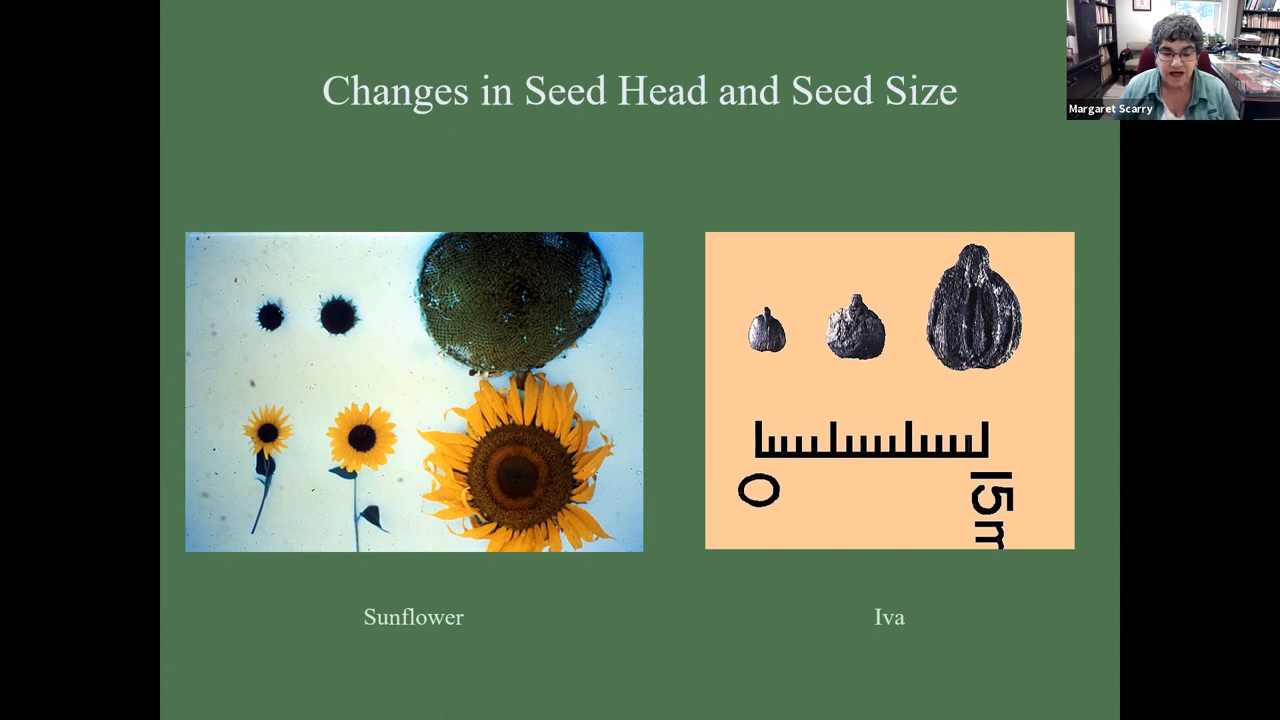 Changes in Seed Head and Seed Size
Margaret Scarry
0
15m
Sunflower
Iva